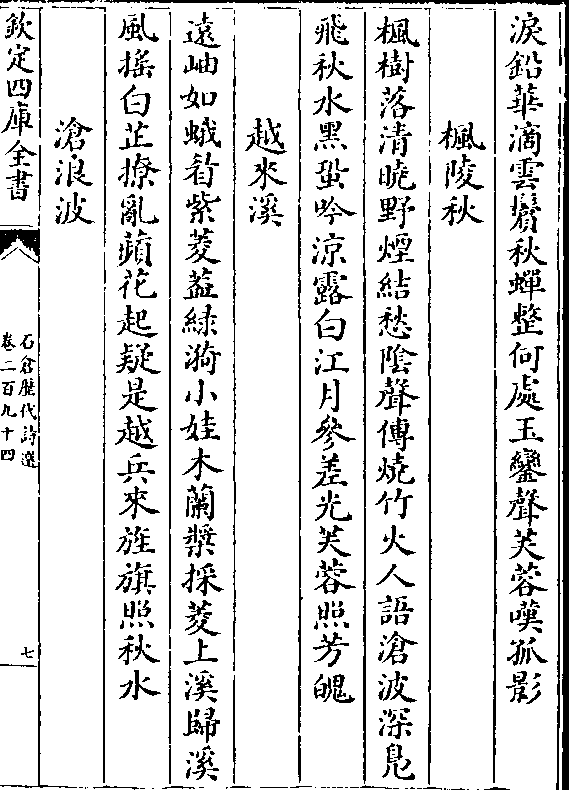 淚鉛華滴雲鬟秋蟬整何處玉鑾聲芙蓉嘆孤影
楓陵秋
楓樹落清曉野煙結愁陰聲傳燒竹火人語滄波深鳬
飛秋水黑蛩吟涼露白江月參差光芙蓉照芳魄
越來溪
遠岫如蛾眉紫菱葢綠漪小娃木蘭槳採菱上溪歸溪
風揺白芷撩亂蘋花起疑是越兵來旌旗照秋水
滄浪波
欽定四庫全書
石倉歴代詩選
卷二百九十四
七